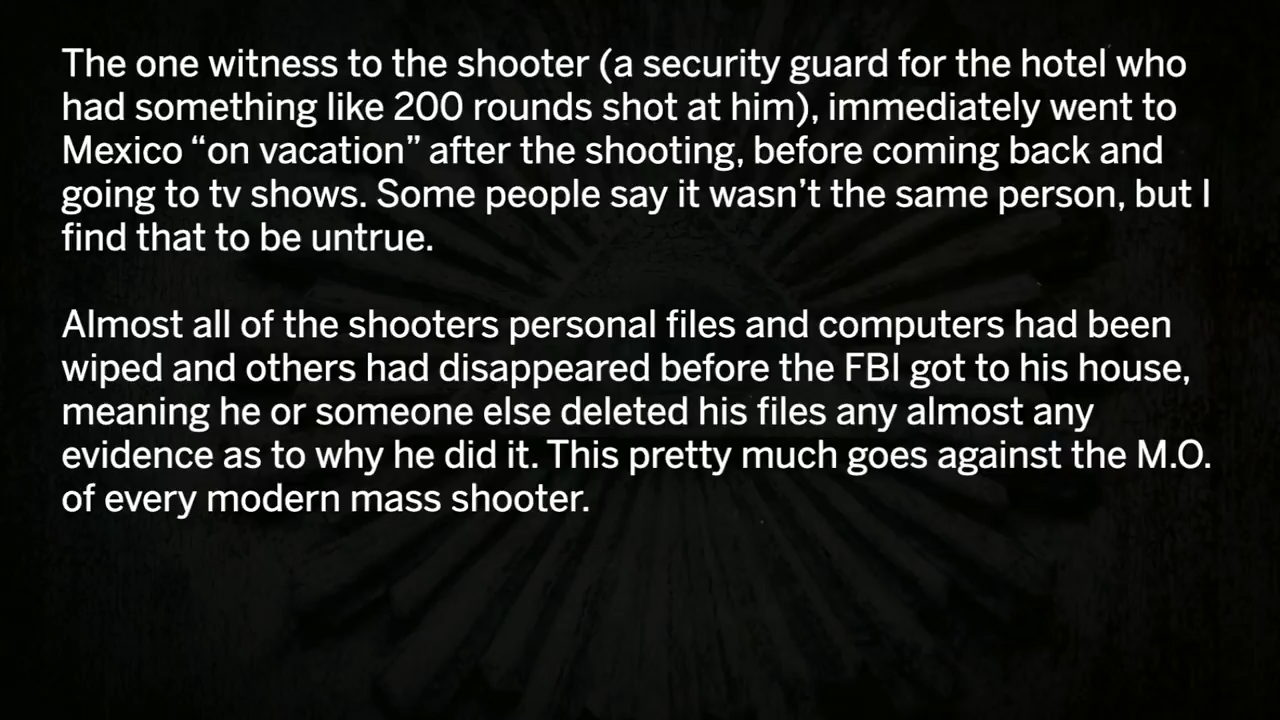 The one witness to the shooter (a security guard for the hotel who
had something like 200 rounds shot at him), immediately went to
Mexico “on vacation” after the shooting, before coming back and
going to tv shows. Some people say it wasn’t the same person, but I
find that to be untrue.
Almost all of the shooters personal files and computers had been
wiped and others had disappeared before the FBI got to his house,
meaning he or someone else deleted his files any almost any
evidence as to why he did it. This pretty much goes against the M.O.
of every modern mass shooter.